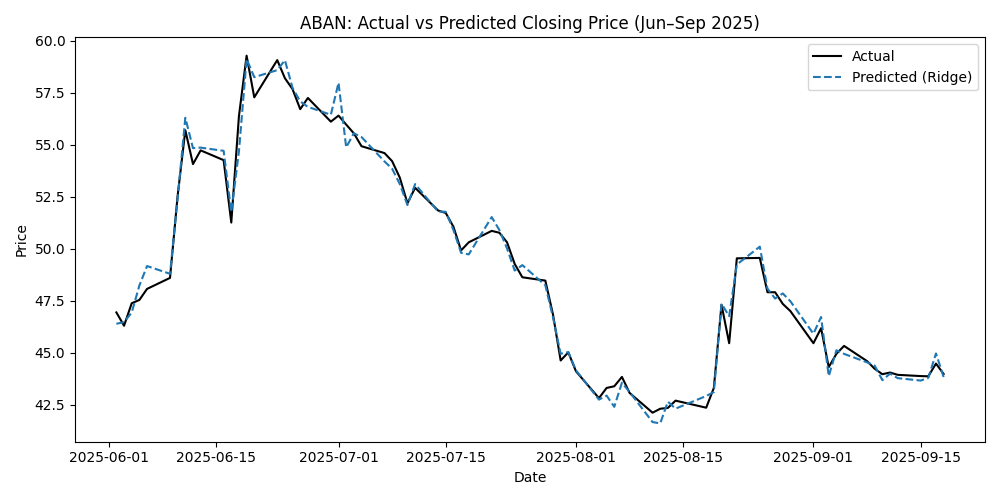 ABAN: Actual vs Predicted Closing Price (Jun–Sep 2025)
Actual
Predicted (Ridge)
Price
60.0
57.5
55.0
52.5
50.0
47.5
45.0
42.5
2025-06-01 2025-06-15 2025-07-01 2025-07-15 2025-08-01 2025-08-15 2025-09-01 2025-09-15
Date